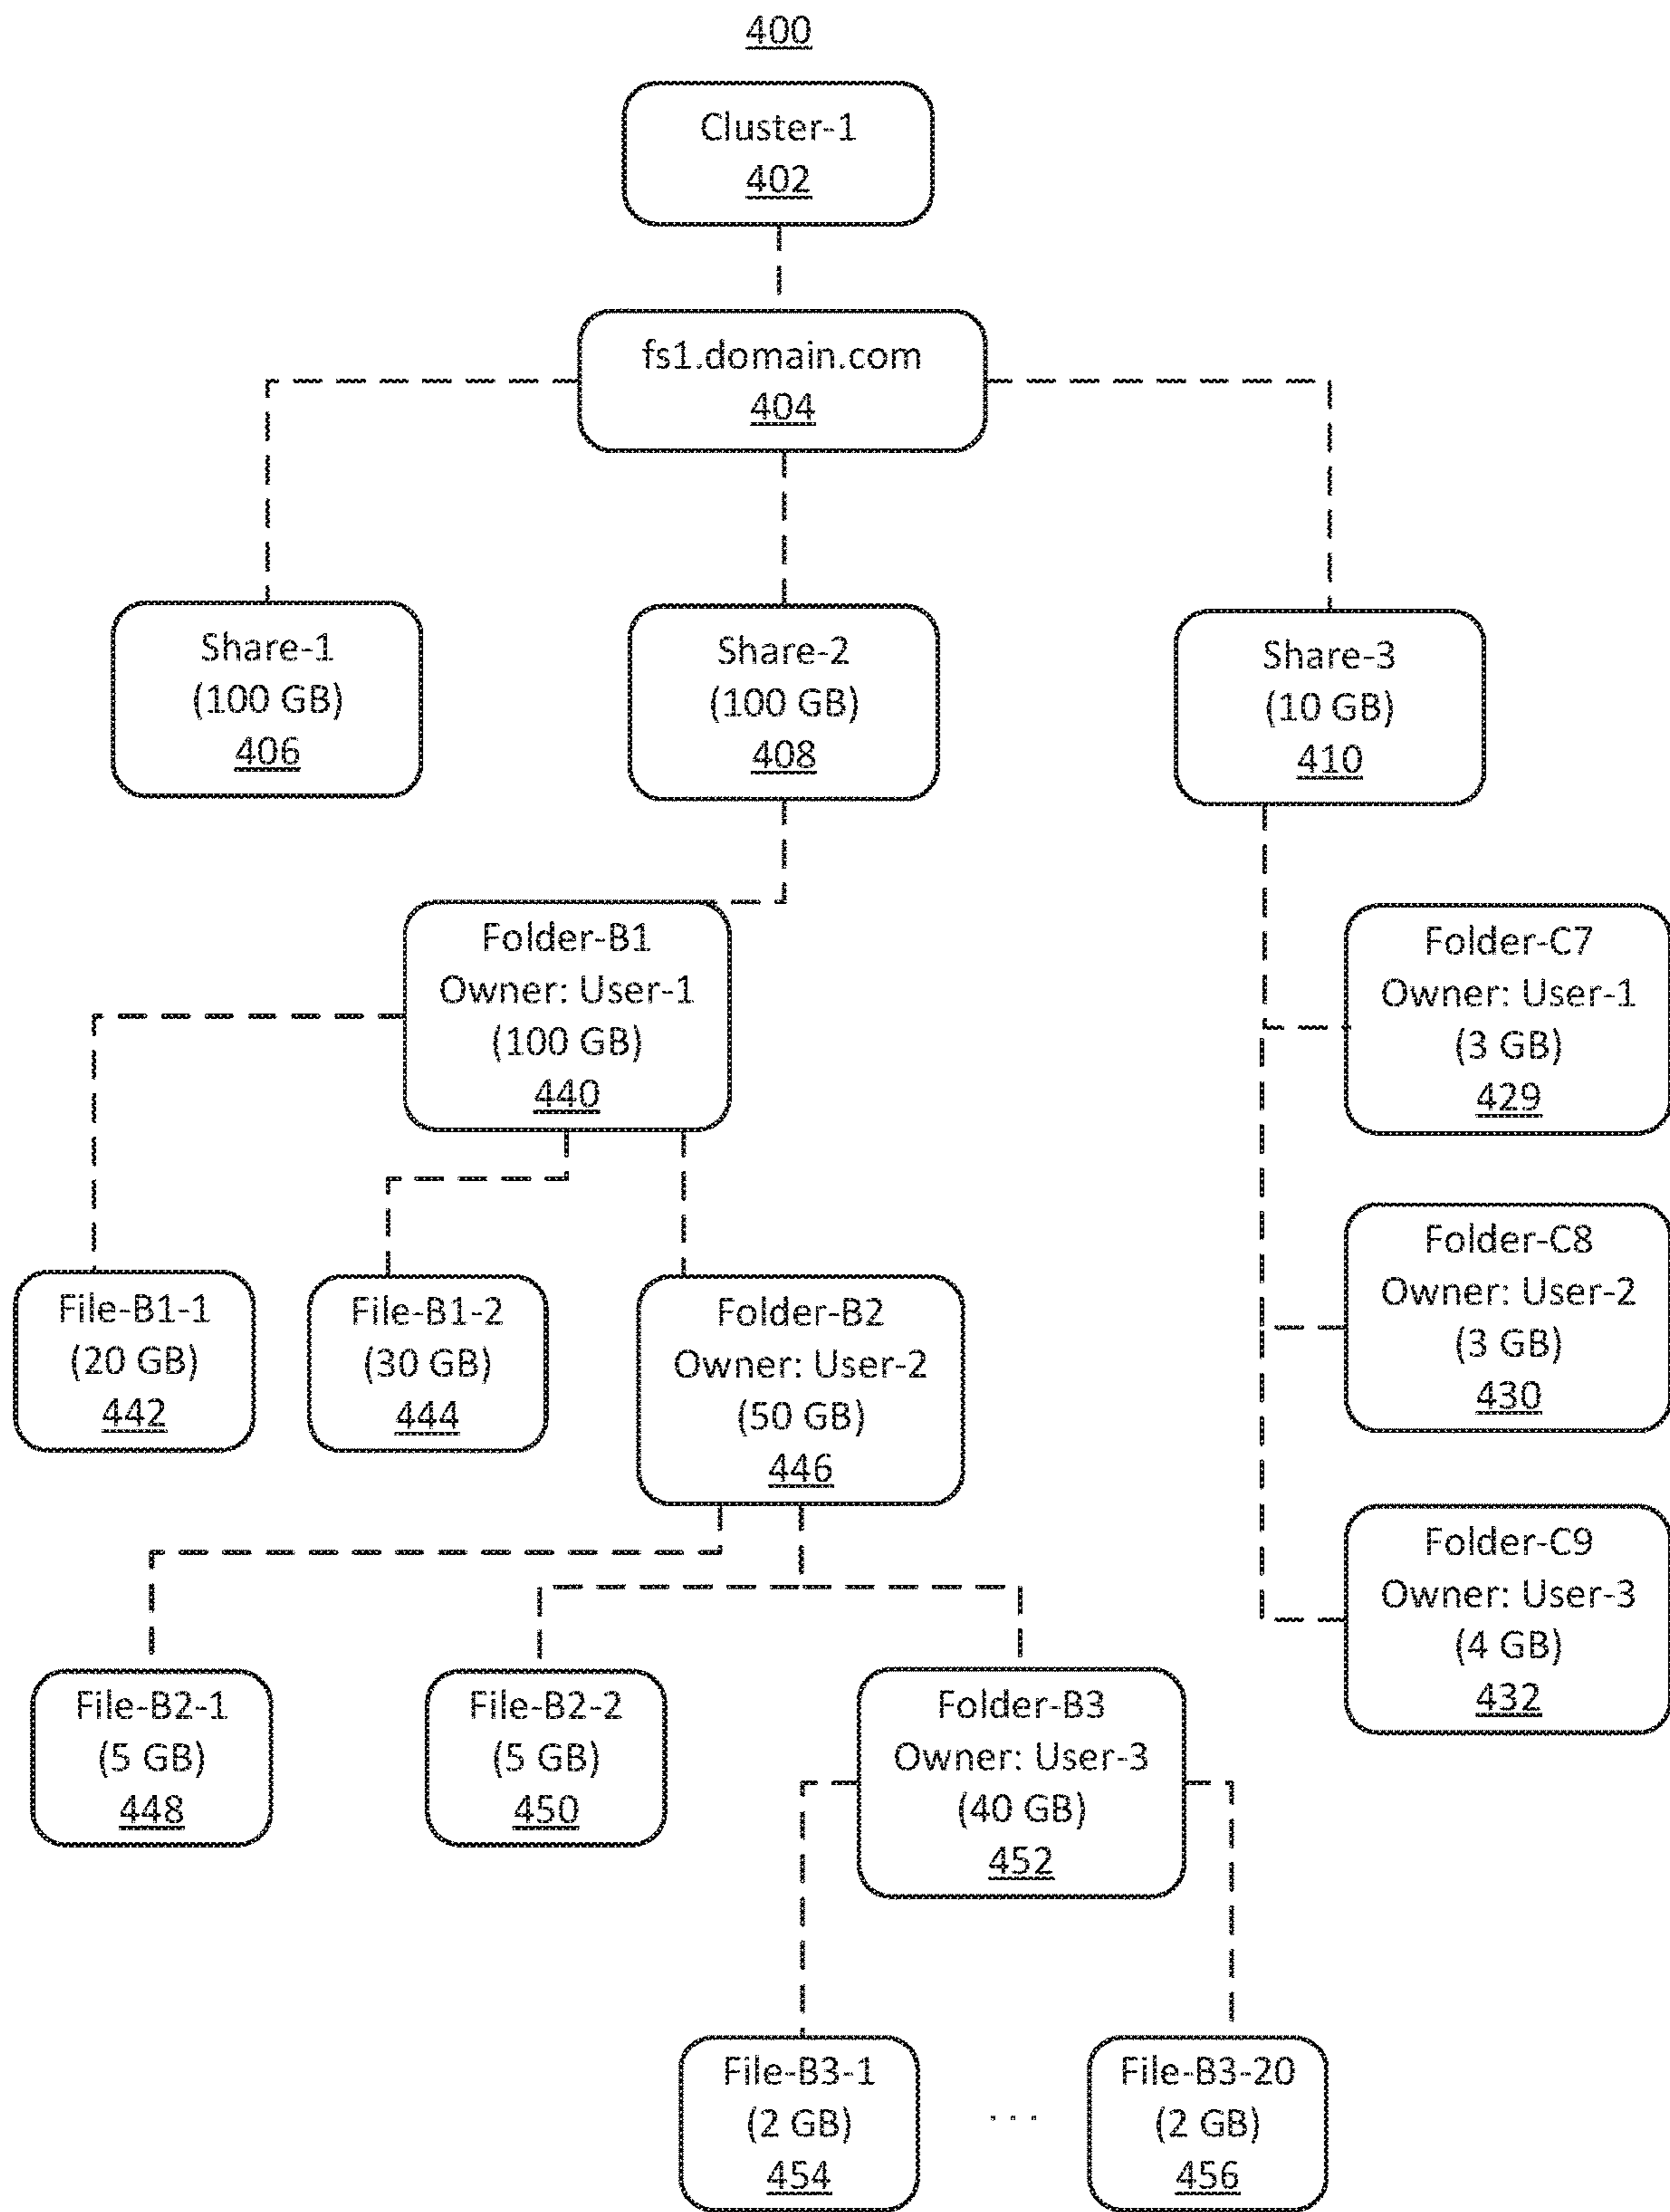 400
Cluster-1
402
fs1.domain.com
404
Share-1
(100 GB)
406
Share-2
(100 GB)
408
Share-3
(10 GB)
410
Folder-B1
Owner: User-1
(100 GB)
440
Folder-C7
Owner: User-1
(3 GB)
429
File-B1-1
(20 GB)
442
File-B1-2
(30 GB)
444
Folder-B2
Owner: User-2
(50 GB)
446
Folder-C8
Owner: User-2
(3 GB)
430
Folder-C9
Owner: User-3
(4 GB)
432
File-B2-1
(5 GB)
448
File-B2-2
(5 GB)
450
Folder-B3
Owner: User-3
(40 GB)
452
File-B3-1
(2 GB)
454
...
File-B3-20
(2 GB)
456